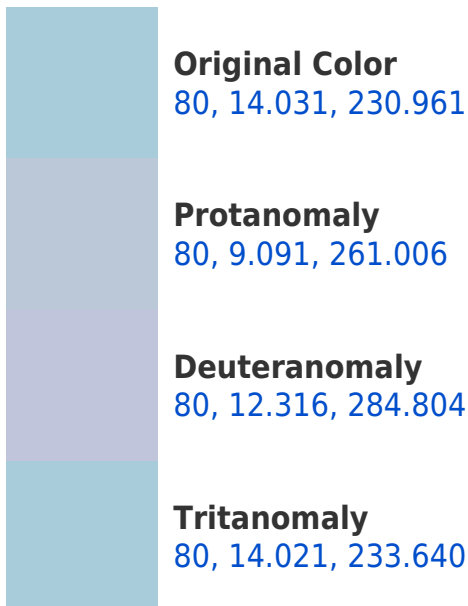 Original Color
80, 14.031, 230.961
Protanomaly
80, 9.091, 261.006
Deuteranomaly
80, 12.316, 284.804
Tritanomaly
80, 14.021, 233.640